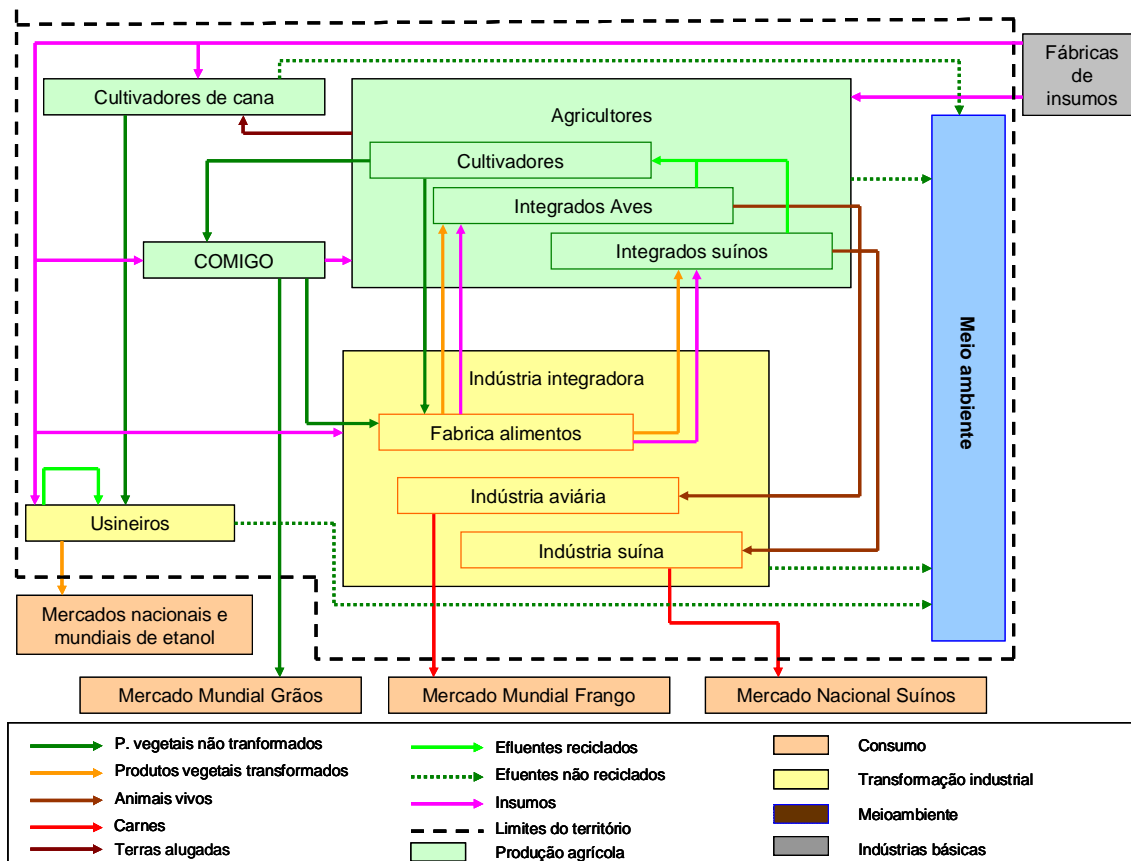 Fábricas
de
insumos
Cultivadores de cana
Agricultores
Cultivadores
Integrados Aves
Integrados suínos
COMIGO
Meio ambiente
Indústria integradora
Fabrica alimentos
Indústria aviária
Indústria suína
Usineiros
Mercados nacionais e
mundiais de etanol
Mercado Mundial Grãos
Mercado Mundial Frango
Mercado Nacional Suínos
P. vegetais não tranformados
Produtos vegetais transformados
Animais vivos
Carnes
Terras alugadas
Efluentes reciclados
Efuentes não reciclados
Insumos
Limites do território
Produção agrícola
Consumo
Transformação industrial
Meioambiente
Indústrias básicas